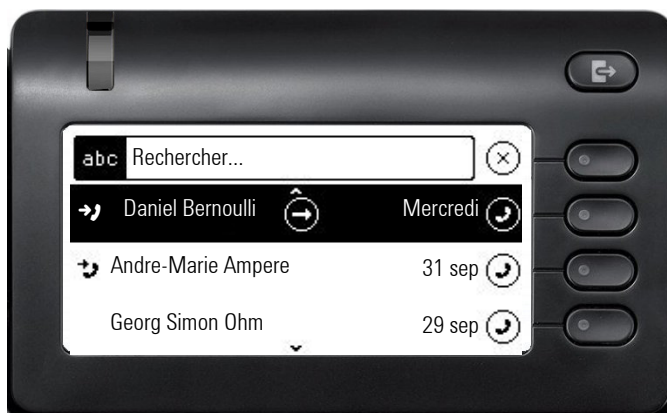 abc Rechercher...
Daniel Bernoulli Mercredi
Andre-Marie Ampere 31 sep
Georg Simon Ohm 29 sep